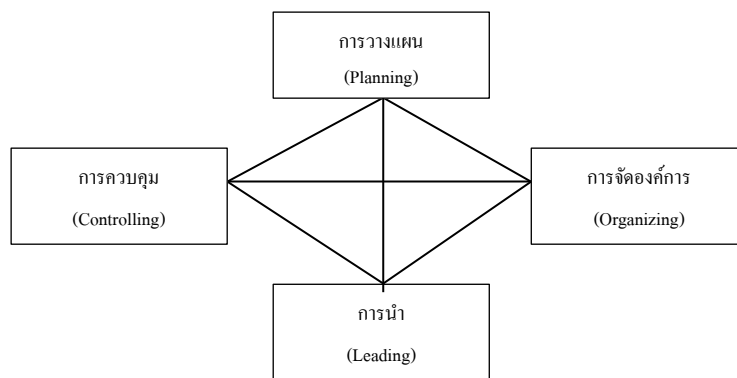 การวางแผน
(Planning)
การควบคุม
(Controlling)
การจัดองค์การ
(Organizing)
การนำ
(Leading)